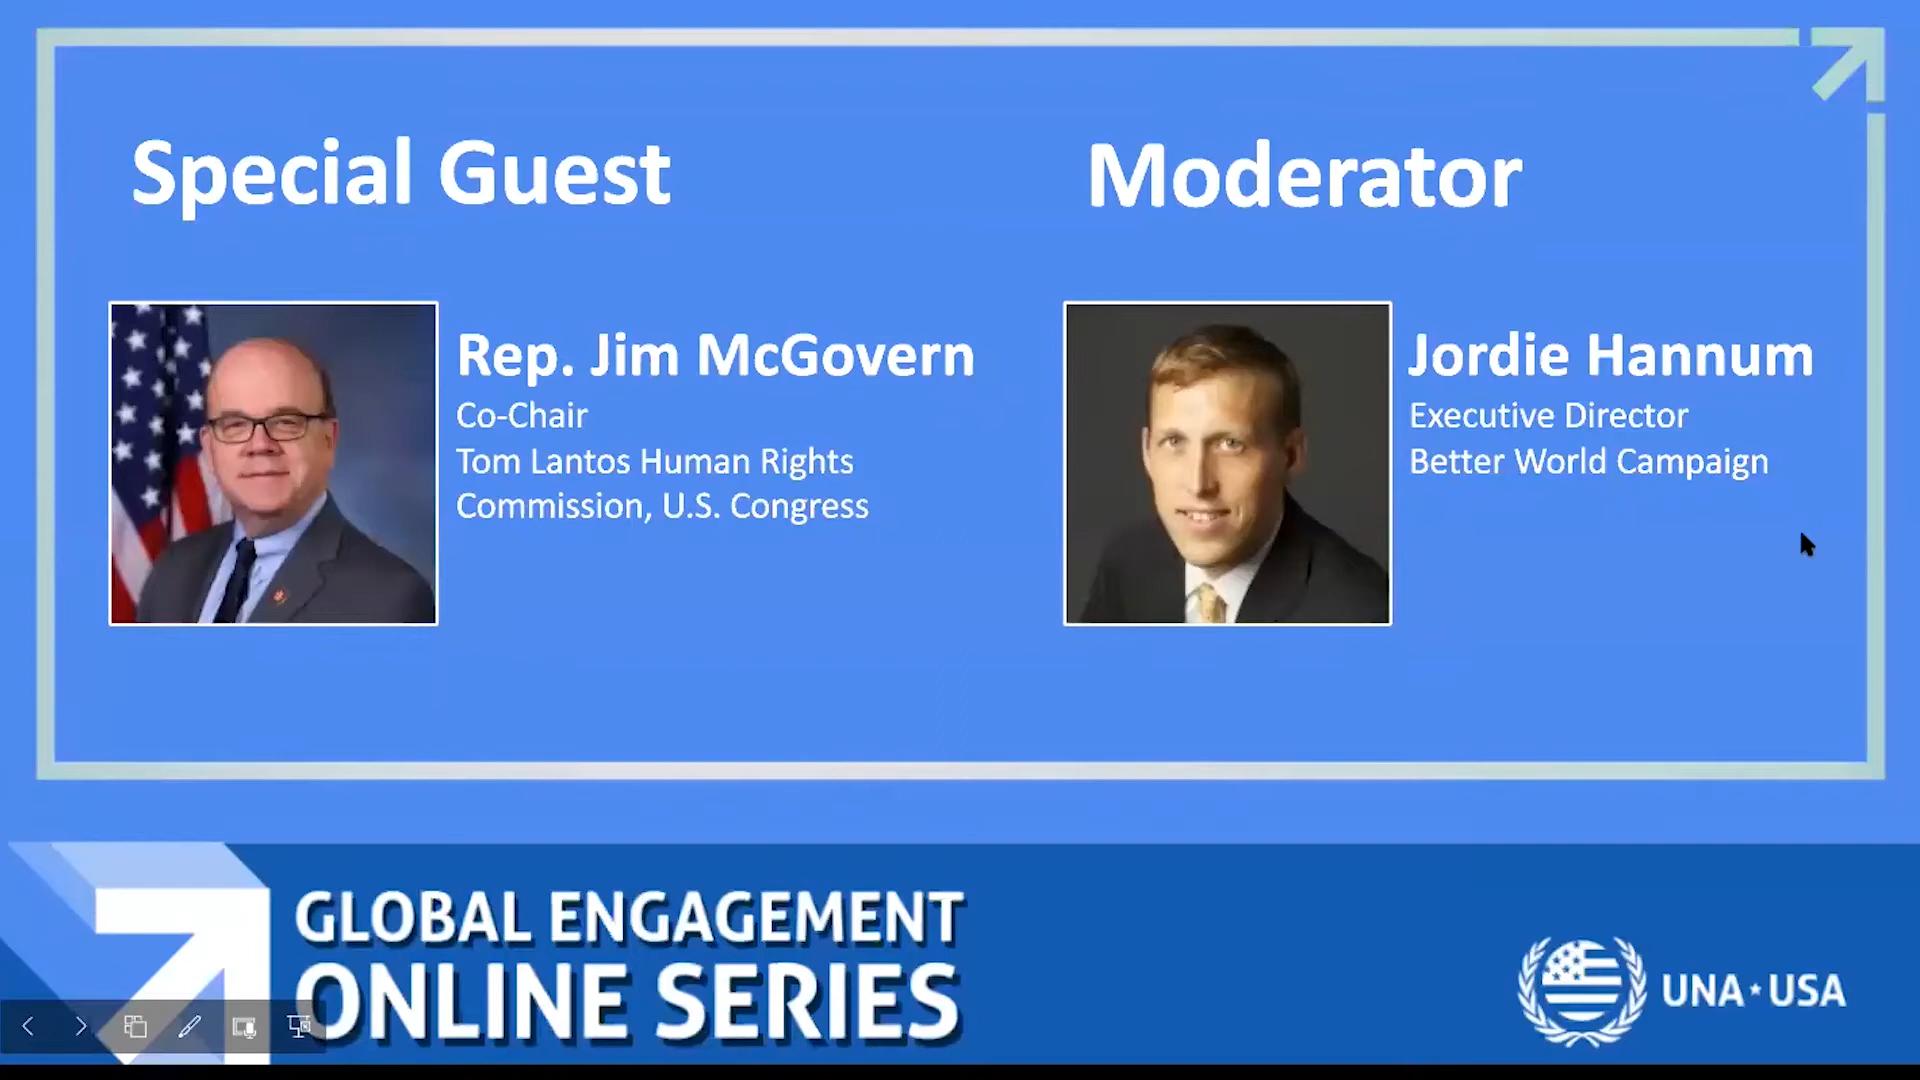 Special Guest
Rep. Jim McGovern
Co-Chair
Tom Lantos Human Rights
Commission, U.S. Congress
Moderator
Jordie Hannum
Executive Director
Better World Campaign
GLOBAL ENGAGEMENT
ONLINE SERIES
UNA★USA